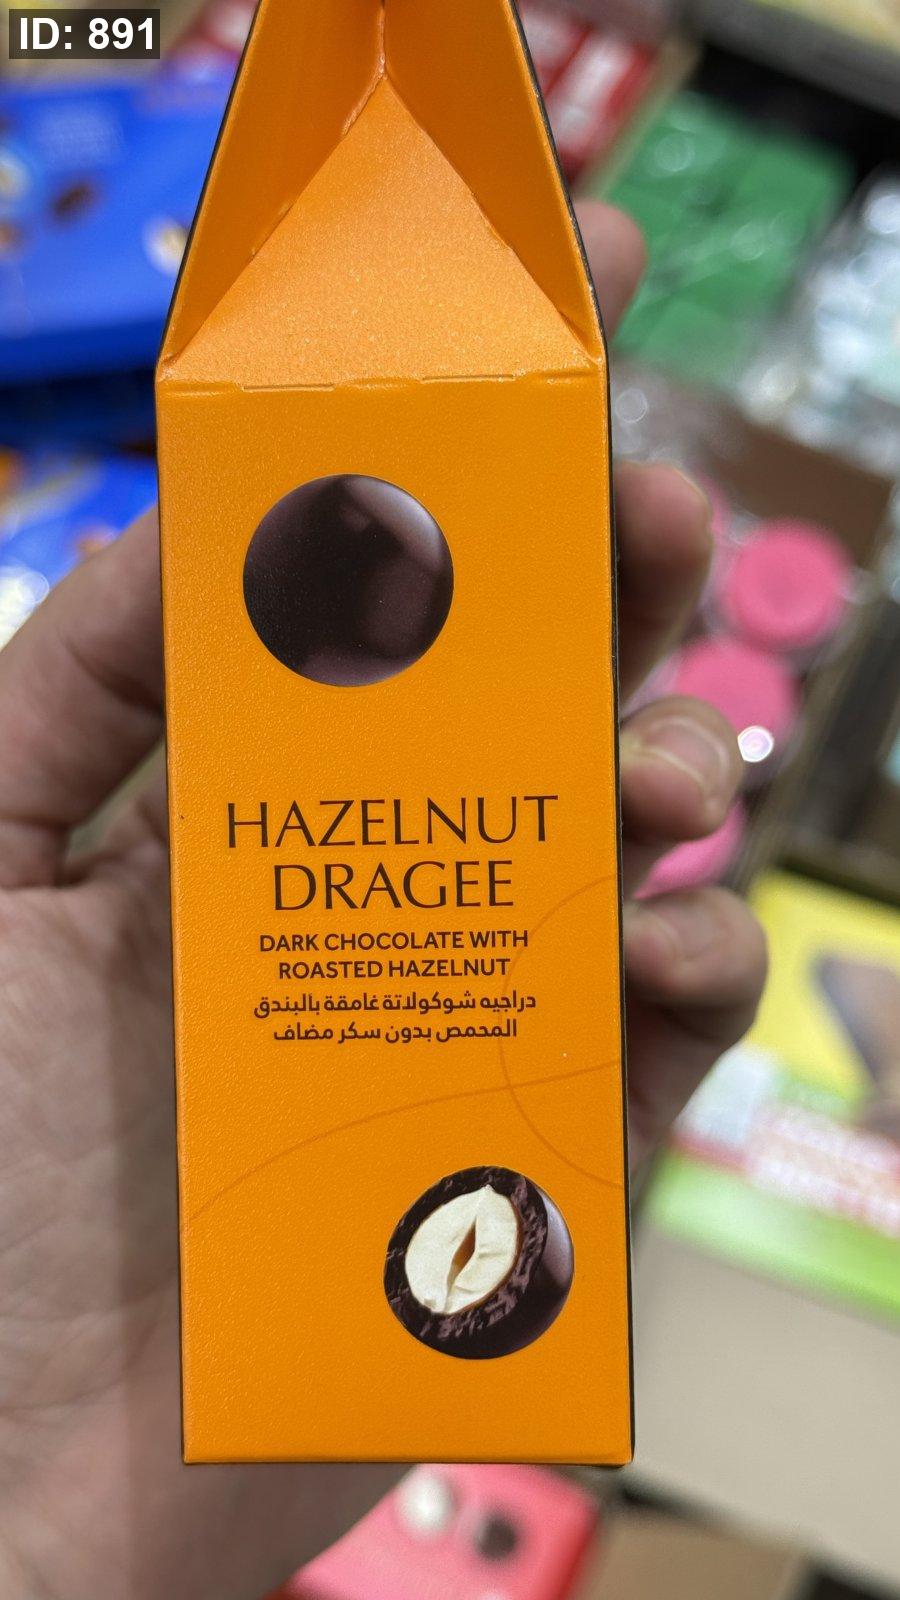 ID: 891
HAZELNUT
DRAGEE
DARK CHOCOLATE WITH
ROASTED HAZELNUT
دراجيه شوكولاتة غامقة بالبندق
المحمص بدون سكر مضاف